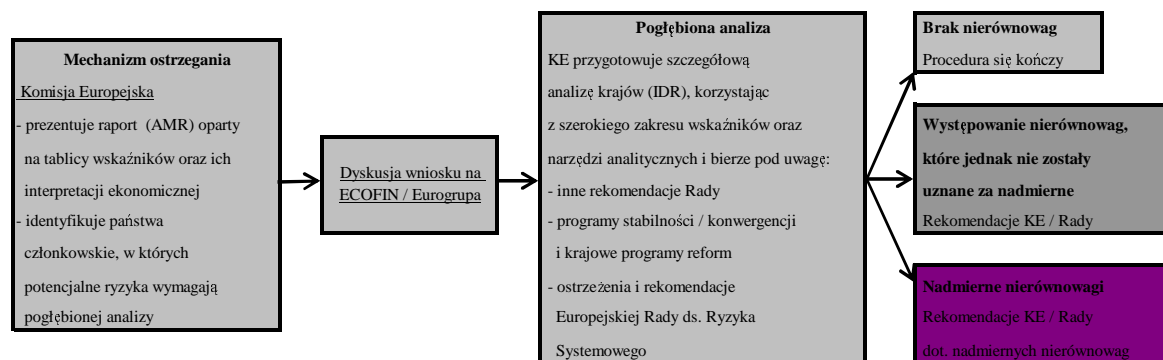 Mechanizm ostrzegania
Komisja Europejska
- prezentuje raport (AMR) oparty
na tablicy wskaźników oraz ich
interpretacji ekonomicznej
- identyfikuje państwa
członkowskie, w których
potencjalne ryzyka wymagają
pogłębionej analizy
Dyskusja wniosku na
ECOFIN / Eurogrupa
Pogłębiona analiza
KE przygotowuje szczegółową
analizę krajów (IDR), korzystając
z szerokiego zakresu wskaźników oraz
narzędzi analitycznych i bierze pod uwagę:
- inne rekomendacje Rady
- programy stabilności / konwergencji
i krajowe programy reform
- ostrzeżenia i rekomendacje
Europejskiej Rady ds. Ryzyka
Systemowego
Brak nierównowag
Procedura się kończy
Występowanie nierównowag,
które jednak nie zostały
uznane za nadmierne
Rekomendacje KE / Rady
Nadmierne nierównowagi
Rekomendacje KE / Rady
dot. nadmiernych nierównowag